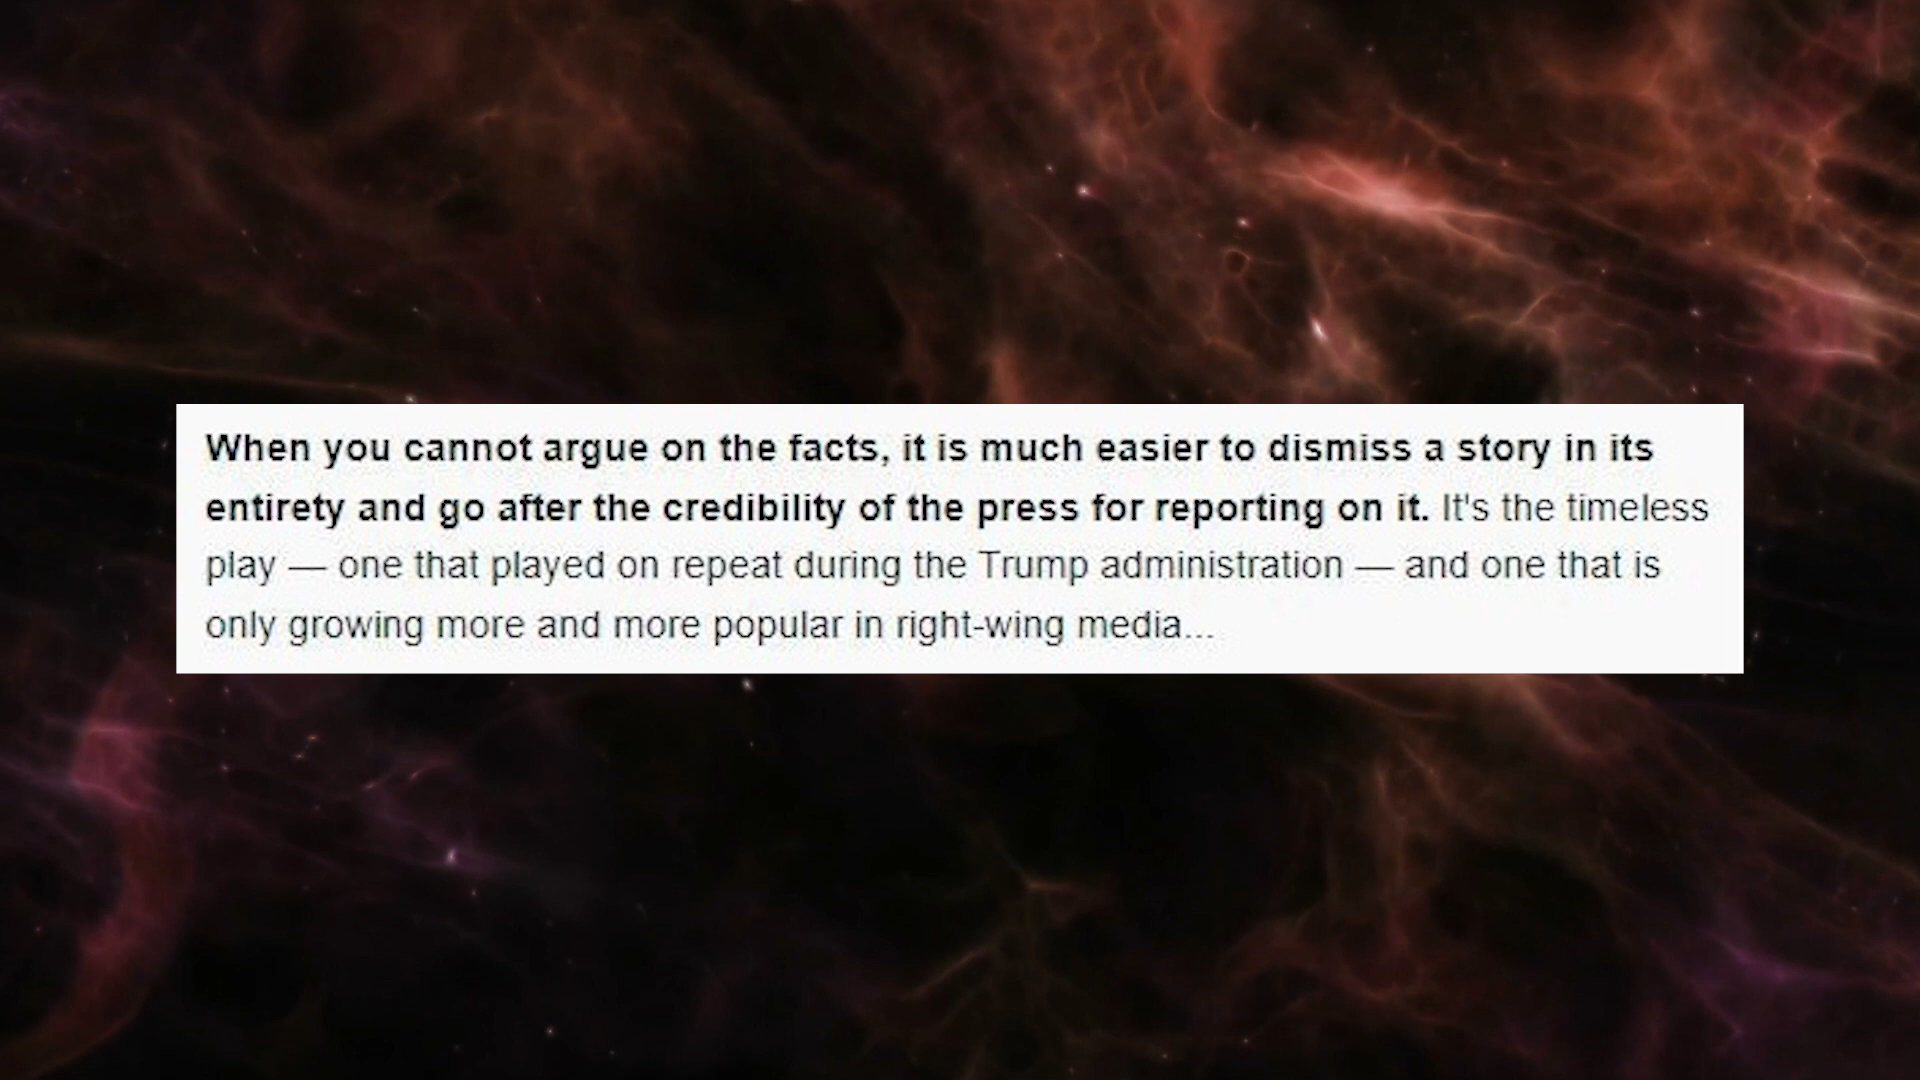 When you cannot argue on the facts, it is much easier to dismiss a story in its
entirety and go after the credibility of the press for reporting on it. It's the timeless
play — one that played on repeat during the Trump administration — and one that is
only growing more and more popular in right-wing media...